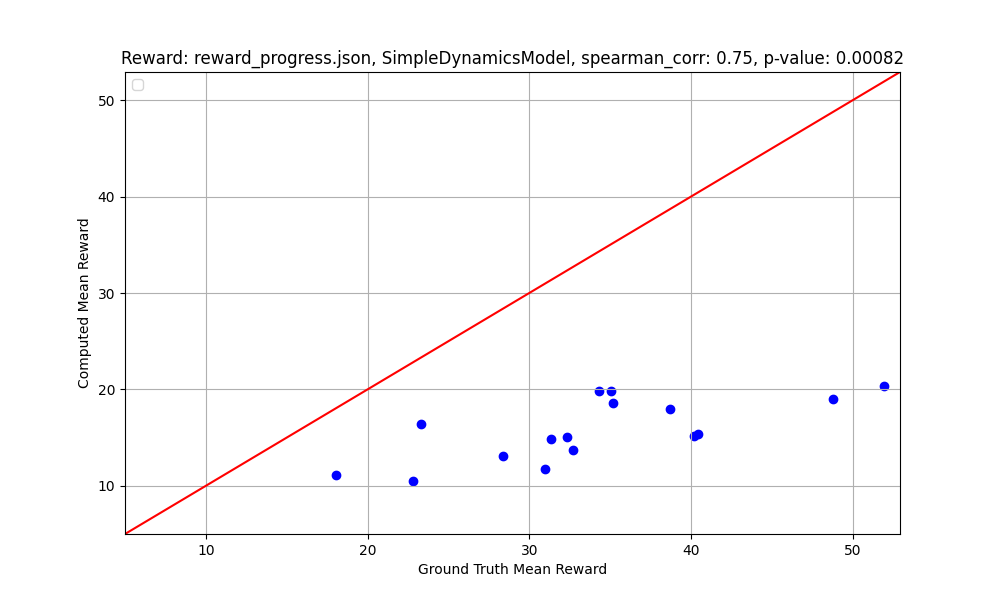 Reward: reward_progress.json, SimpleDynamicsModel, spearman_corr: 0.75, p-value: 0.00082
50
40
30
20
10
Computed Mean Reward
10 20 30 40 50
Ground Truth Mean Reward